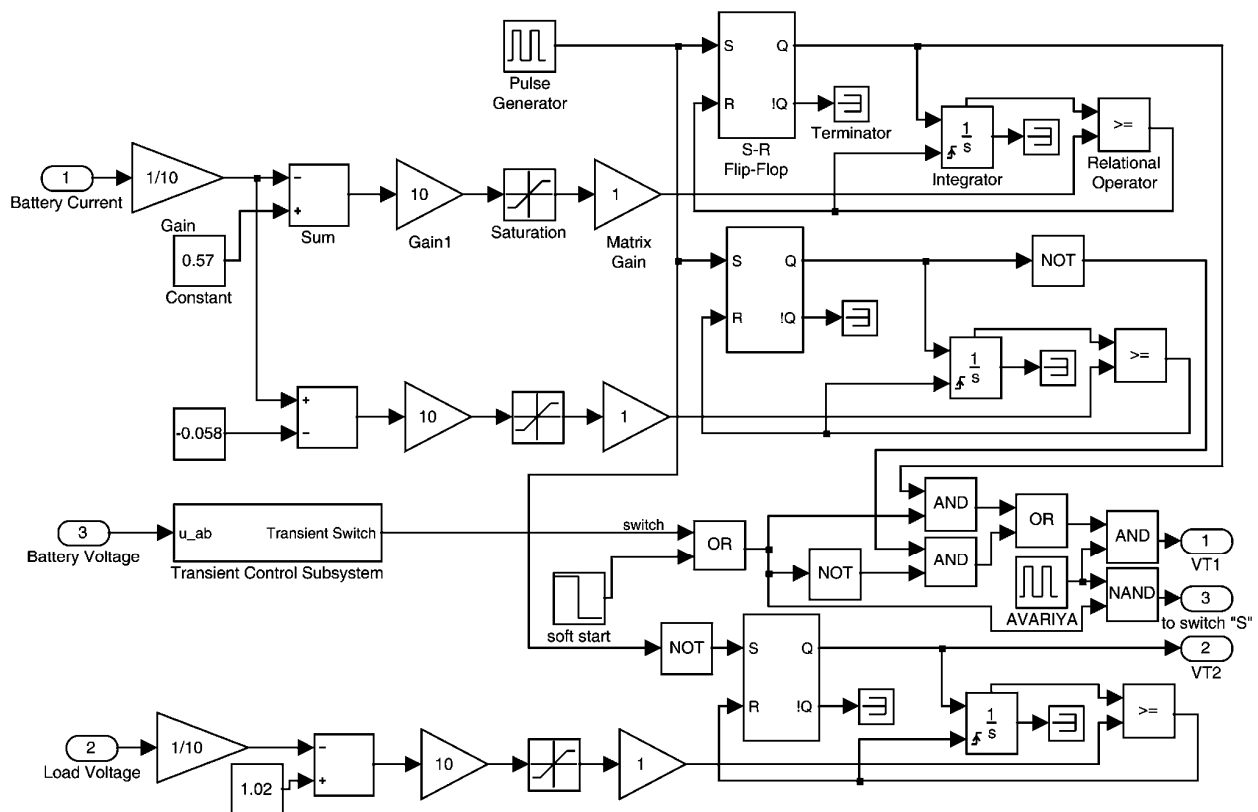 Pulse
Generator
S
Q
R
!Q
S-R
Flip-Flop
Terminator
1
s
Integrator
>=
Relational
Operator
1
Battery Current
1/10
Gain
−
+
Sum
10
Gain1
Saturation
1
Matrix
Gain
0.57
Constant
S
Q
R
!Q
NOT
1
s
>=
-0.058
+
−
10
1
3
Battery Voltage
u_ab
Transient Switch
Transient Control Subsystem
switch
soft start
OR
NOT
AND
AND
OR
AVARIYA
AND
NAND
1
VT1
3
to switch "S"
2
VT2
NOT
S
Q
R
!Q
1
s
>=
2
Load Voltage
1/10
1.02
−
+
10
1